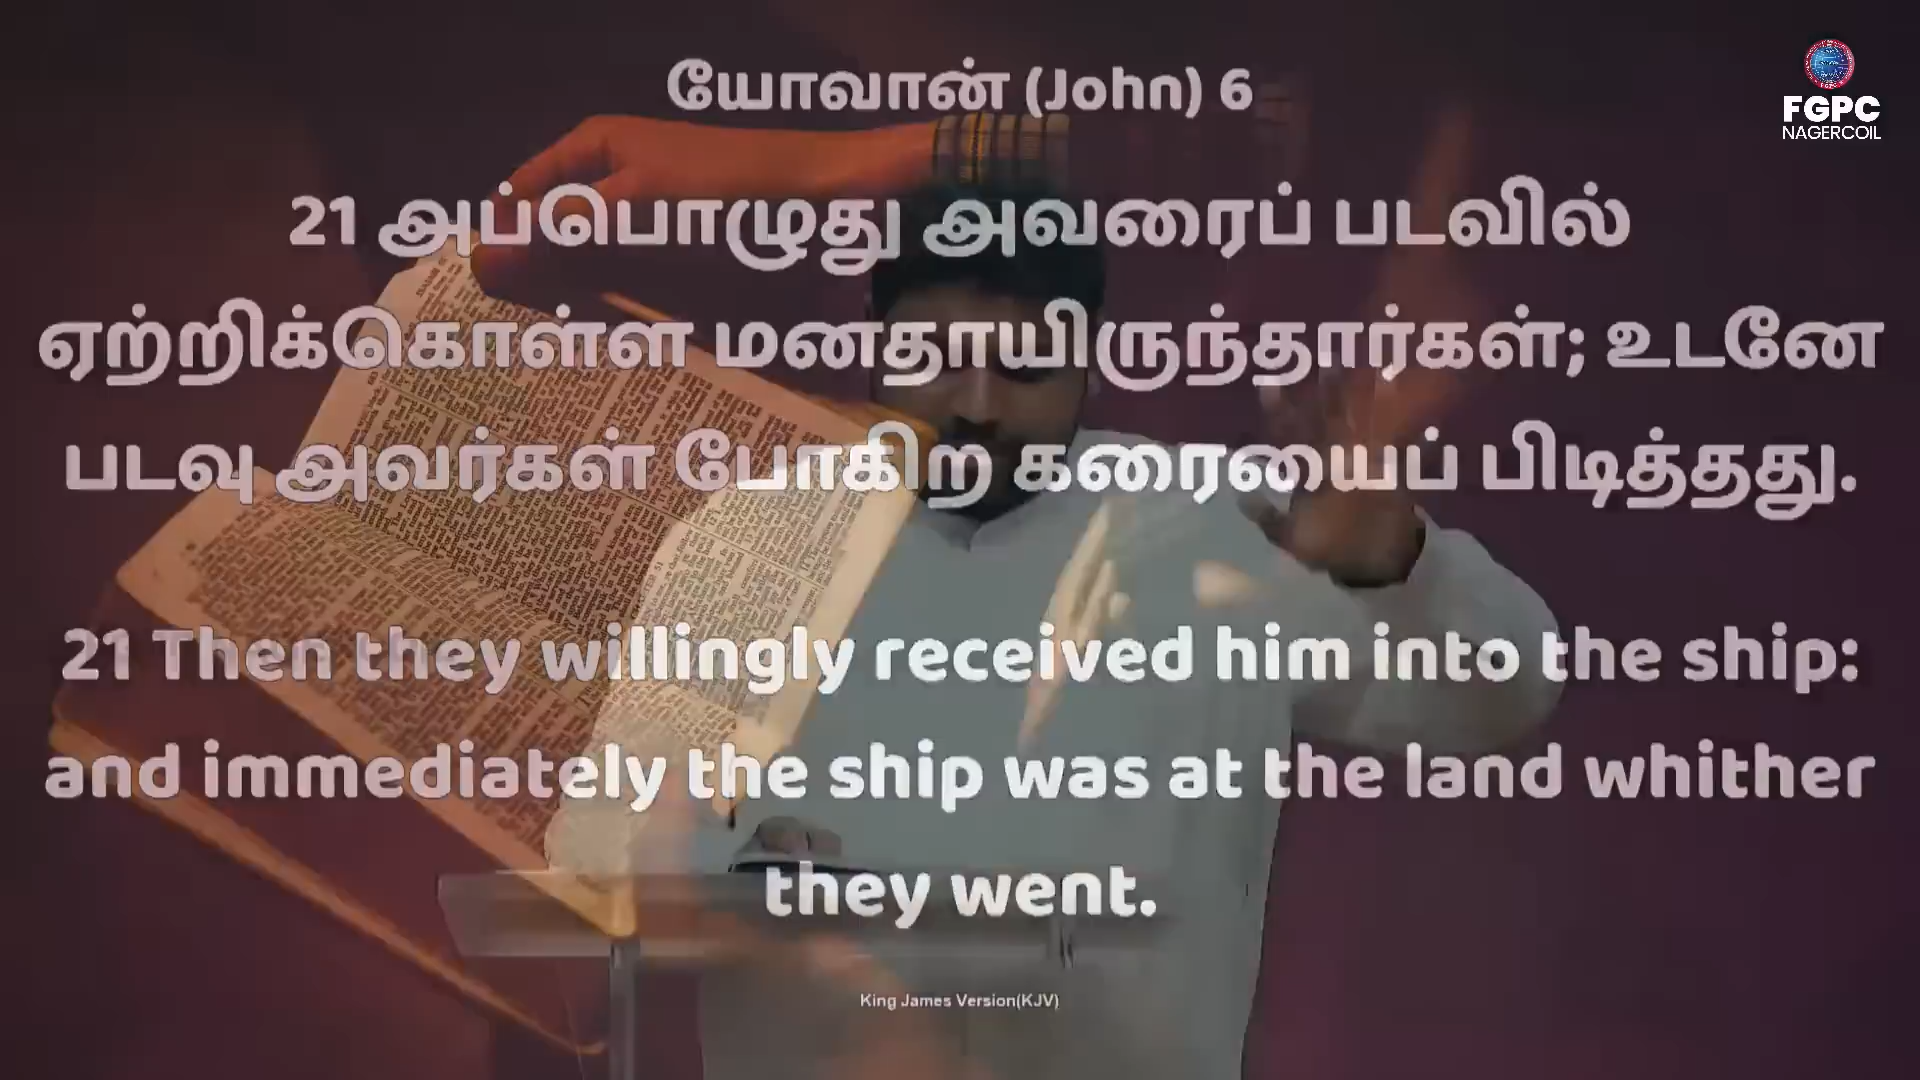 யோவான் (John) 6
FGPC
NAGERCOIL
21 அப்பொழுது அவரைப் படவில்
ஏற்றிக்கொள்ள மனதாயிருந்தார்கள்; உடனே
படவு அவர்கள் போகிற கரையைப் பிடித்தது.
21 Then they willingly received him into the ship:
and immediately the ship was at the land whither
they went.
King James Version(KJV)